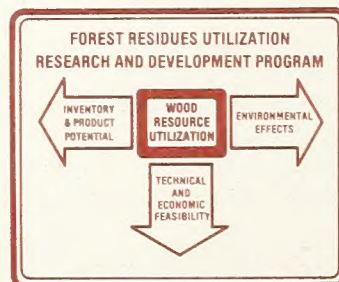 FOREST RESIDUES UTILIZATION
RESEARCH AND DEVELOPMENT PROGRAM
INVENTORY
& PRODUCT
POTENTIAL
WOOD
RESOURCE
UTILIZATION
ENVIRONMENTAL
EFFECTS
TECHNICAL
AND
ECONOMIC
FEASIBILITY